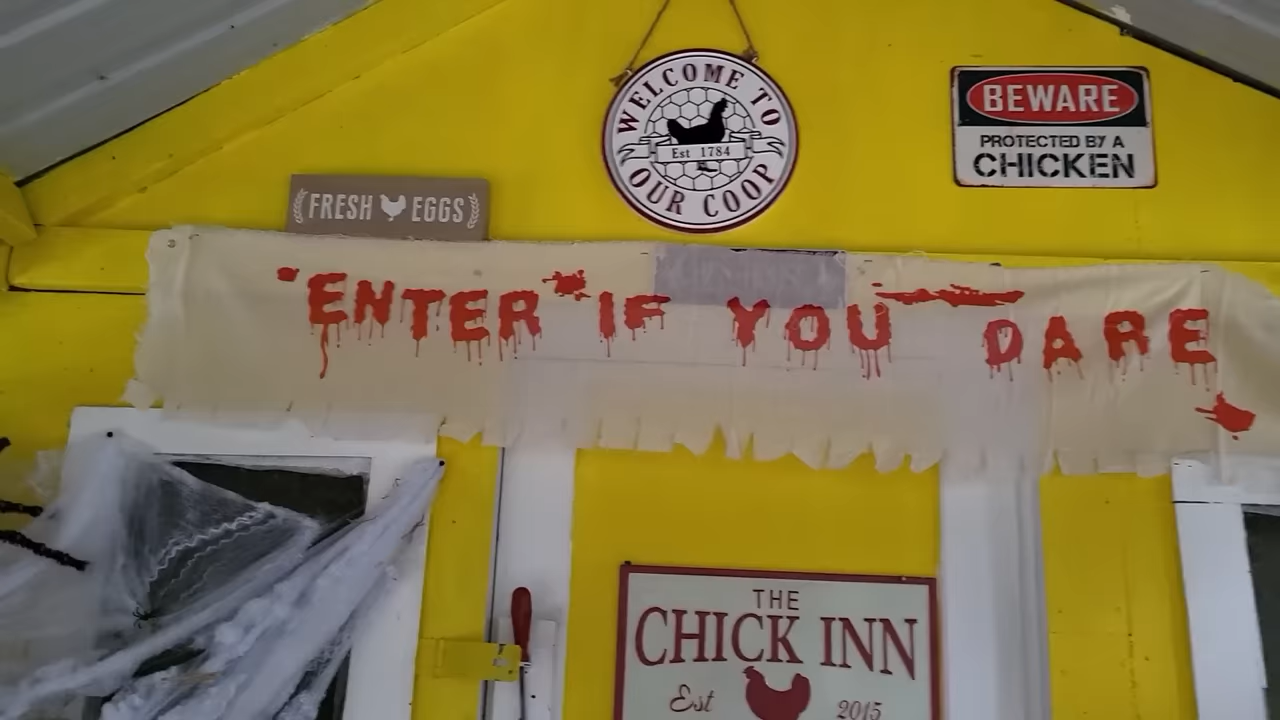 WELCOME TO
Est 1784
OUR COOP
BEWARE
PROTECTED BY A
CHICKEN
FRESH EGGS
ENTER IF YOU DARE
THE
CHICK INN
Est 2015